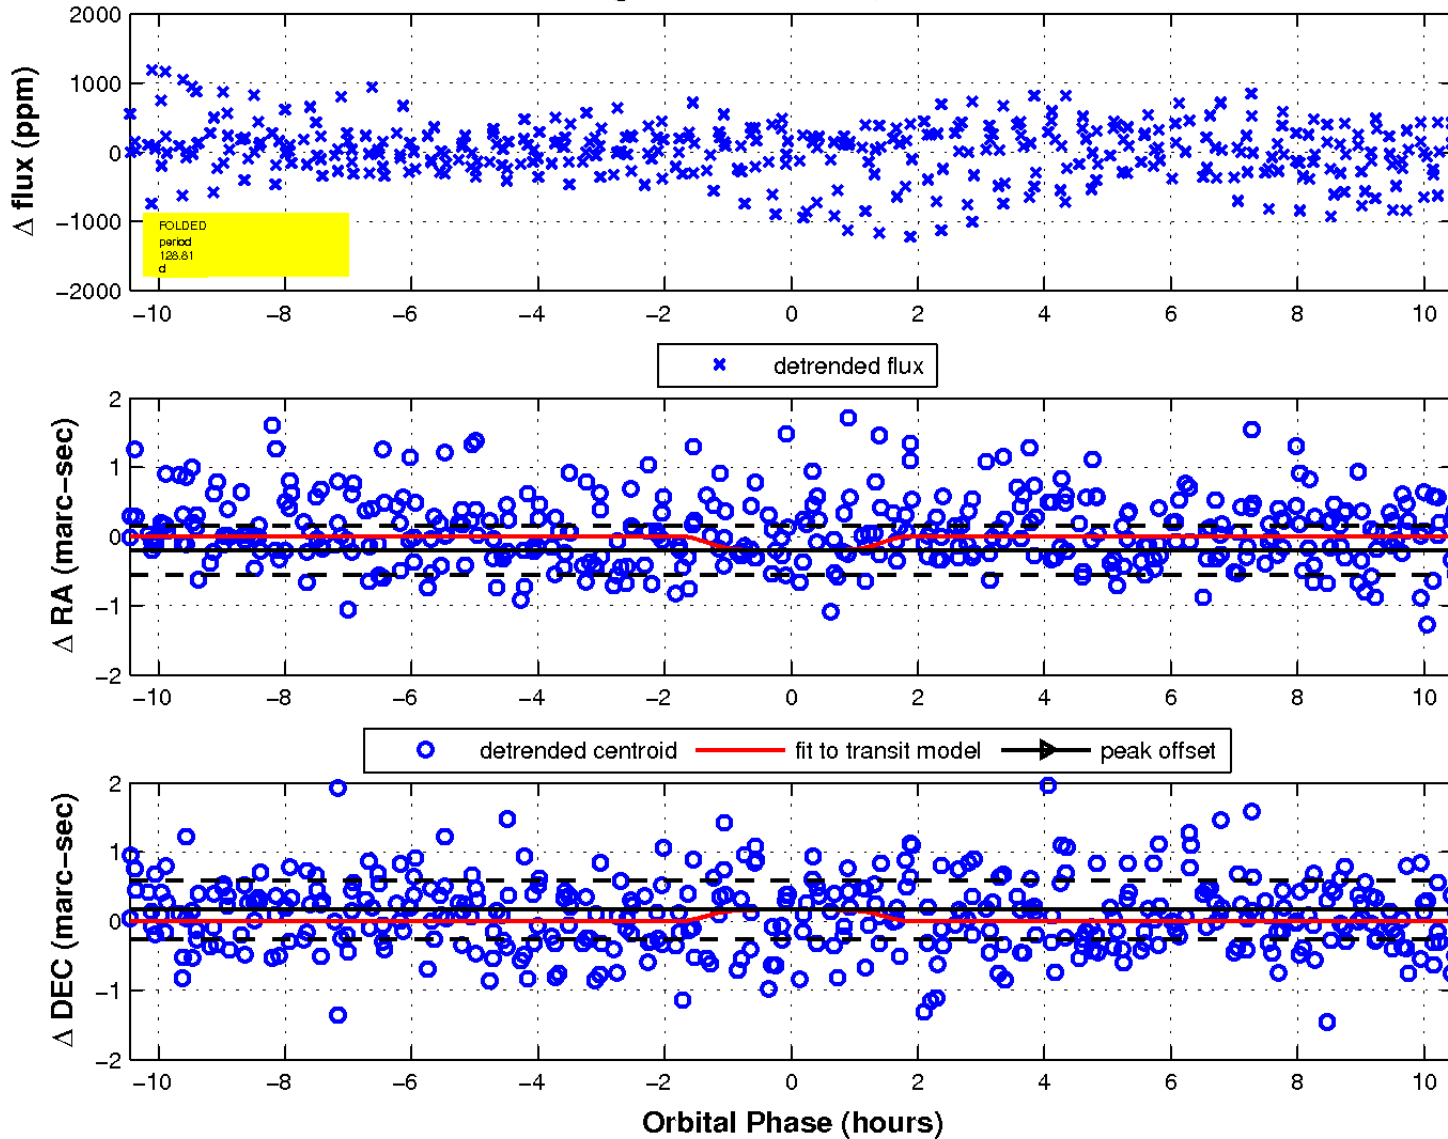 2000
1000
0
−1000
−2000
Δ flux (ppm)
FOLDED
period
128.81
d
−10 −8 −6 −4 −2 0 2 4 6 8 10
detrended flux
2
1
0
−1
−2
Δ RA (marc−sec)
−10 −8 −6 −4 −2 0 2 4 6 8 10
detrended centroid fit to transit model peak offset
2
1
0
−1
−2
Δ DEC (marc−sec)
−10 −8 −6 −4 −2 0 2 4 6 8 10
Orbital Phase (hours)